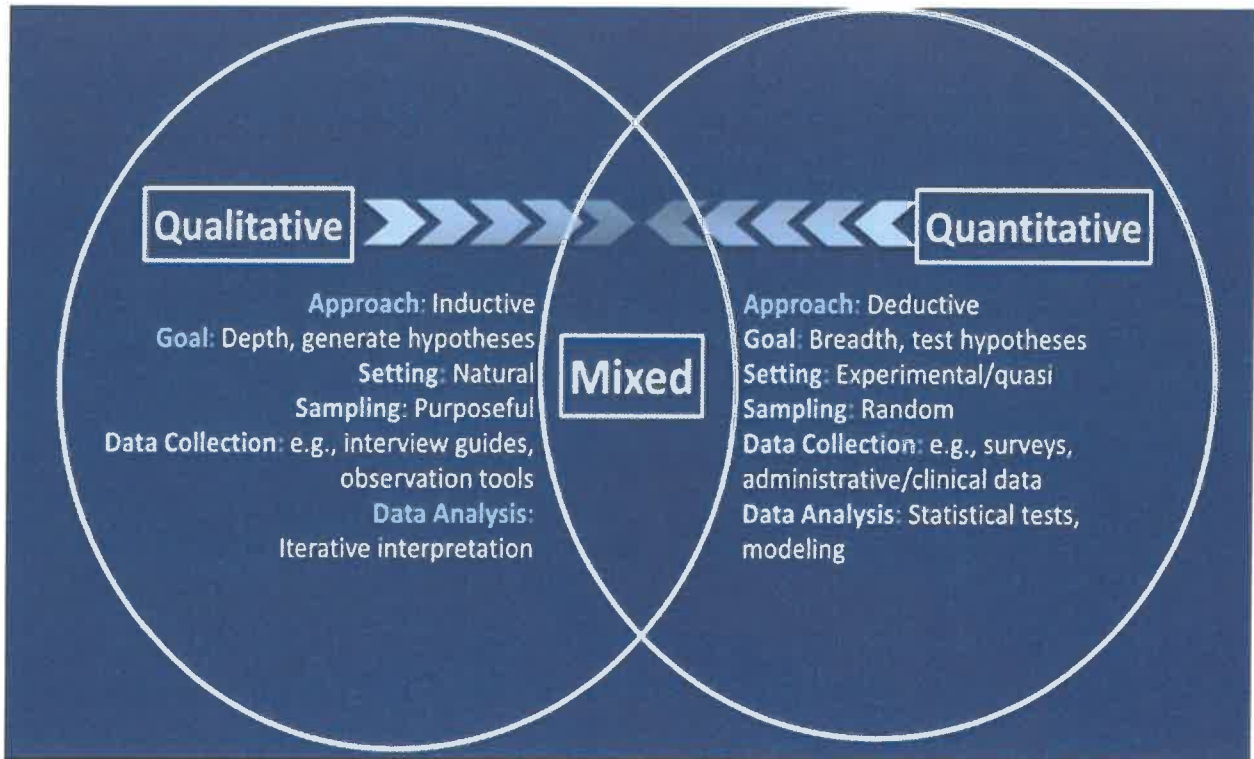 Qualitative
Approach: Inductive
Goal: Depth, generate hypotheses
Setting: Natural
Sampling: Purposeful
Data Collection: e.g., interview guides,
observation tools
Data Analysis:
Iterative interpretation
Mixed
Quantitative
Approach: Deductive
Goal: Breadth, test hypotheses
Setting: Experimental/quasi
Sampling: Random
Data Collection: e.g., surveys,
administrative/clinical data
Data Analysis: Statistical tests,
modeling